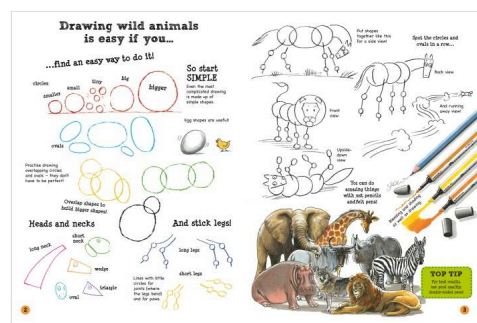 Drawing wild animals
is easy if you...
...find an easy way to do it!
circles
smaller
small
tiny
big
bigger
So start
SIMPLE
Even the most
complicated drawing
is made up of
simple shapes.
ovals
Egg shapes are useful!
Practise drawing
overlapping circles
and ovals – they don't
have to be perfect!
Overlap shapes to
build bigger shapes!
Heads and necks
long neck
short
neck
wedge
oval
triangle
And stick legs!
long legs
short legs
Lines with little
circles for
joints (where
the legs bend)
and for paws.
2
Put shapes
together like this
for a side view!
Spot the circles and
ovals in a row...
Back view
Front
view
And running
away view!
Upside-
down
view
You can do
amazing things
with just pencils
and felt pens!
as well as drawing
TOP TIP
3